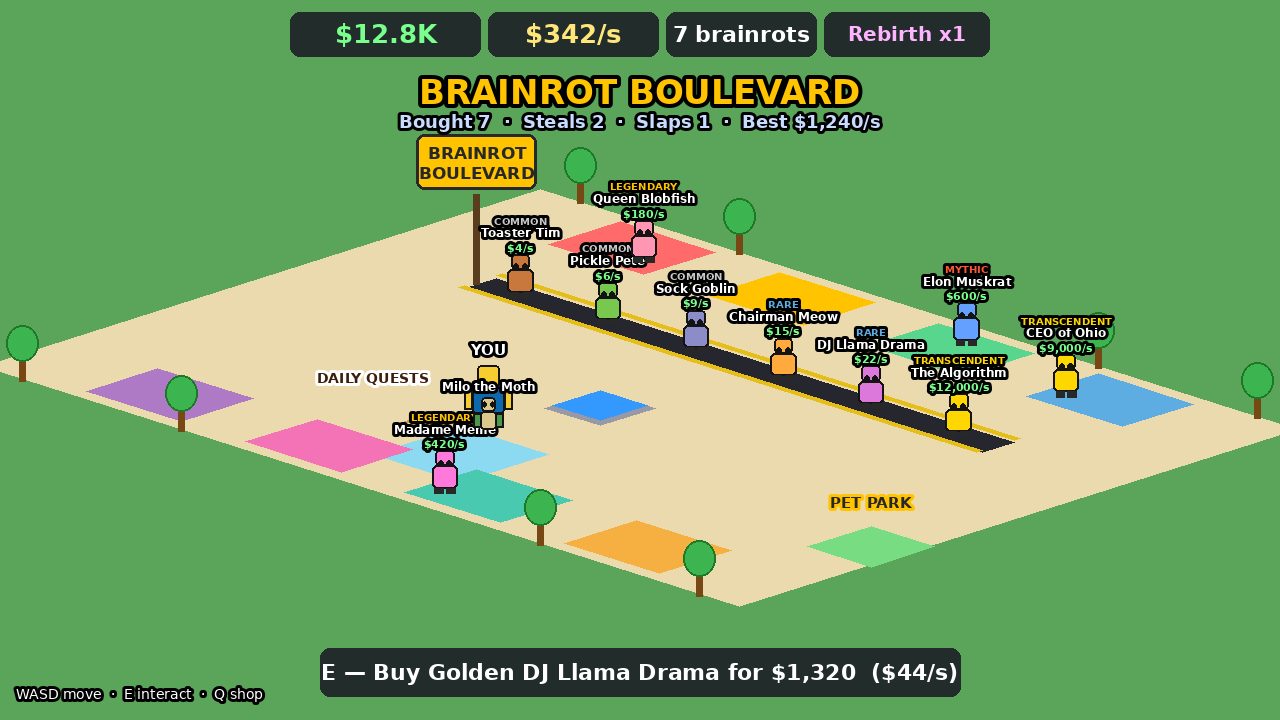 $12.8K
$342/s
7 brainrots
Rebirth x1
BRAINROT BOULEVARD
Bought 7 · Steals 2 · Slaps 1 · Best $1,240/s
BRAINROT
BOULEVARD
LEGENDARY
Queen Blobfish
$180/s
COMMON
Toaster Tim
$4/s
COMMON
Pickle Pete
$6/s
COMMON
Sock Goblin
$9/s
MYTHIC
Elon Muskrat
$600/s
RARE
Chairman Meow
$15/s
TRANSCENDENT
CEO of Ohio
$9,000/s
RARE
DJ Llama Drama
$22/s
TRANSCENDENT
The Algorithm
$12,000/s
YOU
DAILY QUESTS
Milo the Moth
LEGENDARY
Madame Meme
$420/s
PET PARK
E — Buy Golden DJ Llama Drama for $1,320 ($44/s)
WASD move · E interact · Q shop